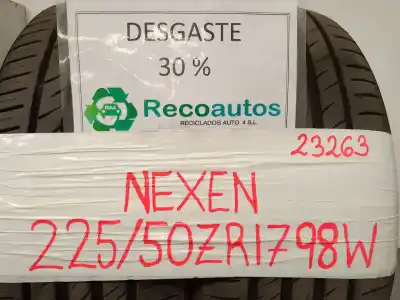 DESGASTE
30 %
Recoautos
RECICLADOS AUTO 4 S.L.
23263
NEXEN
225/50ZR1798W